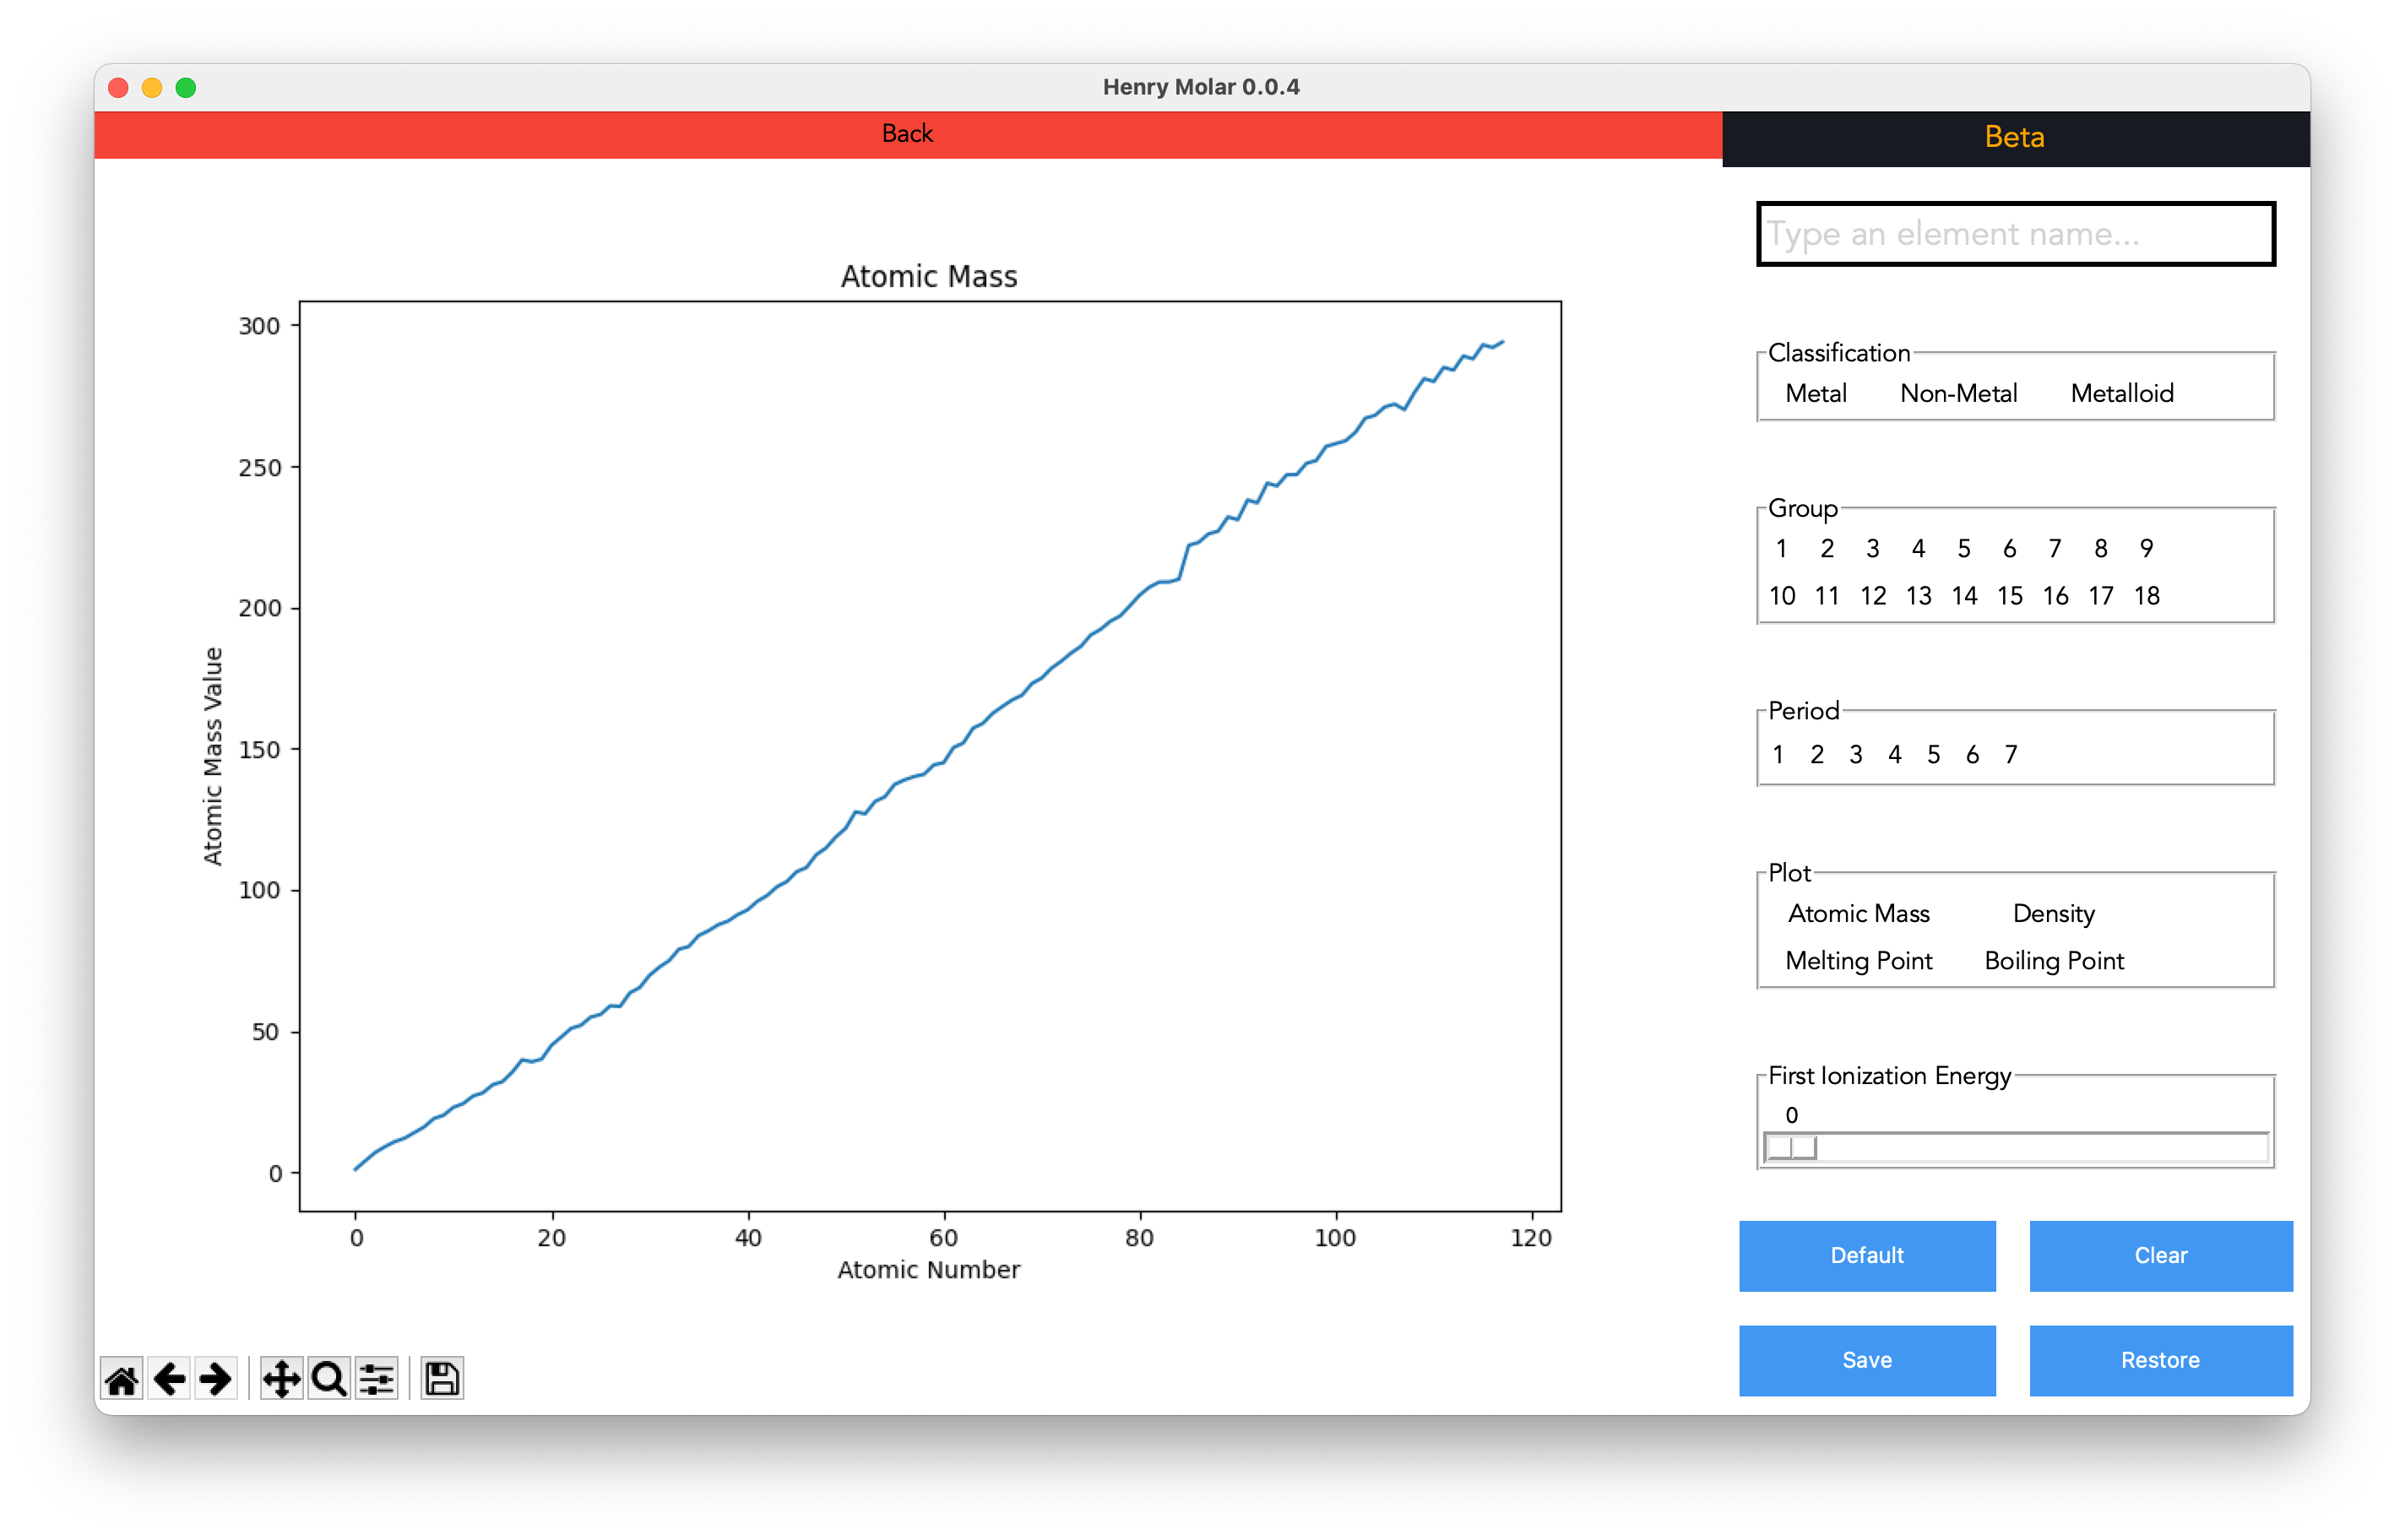 Henry Molar 0.0.4
Back
Beta
Type an element name...
Atomic Mass
300
250
200
150
100
50
0
Atomic Mass Value
0 20 40 60 80 100 120
Atomic Number
Classification
Metal Non-Metal Metalloid
Group
1 2 3 4 5 6 7 8 9
10 11 12 13 14 15 16 17 18
Period
1 2 3 4 5 6 7
Plot
Atomic Mass Density
Melting Point Boiling Point
First Ionization Energy
0
Default Clear
Save Restore